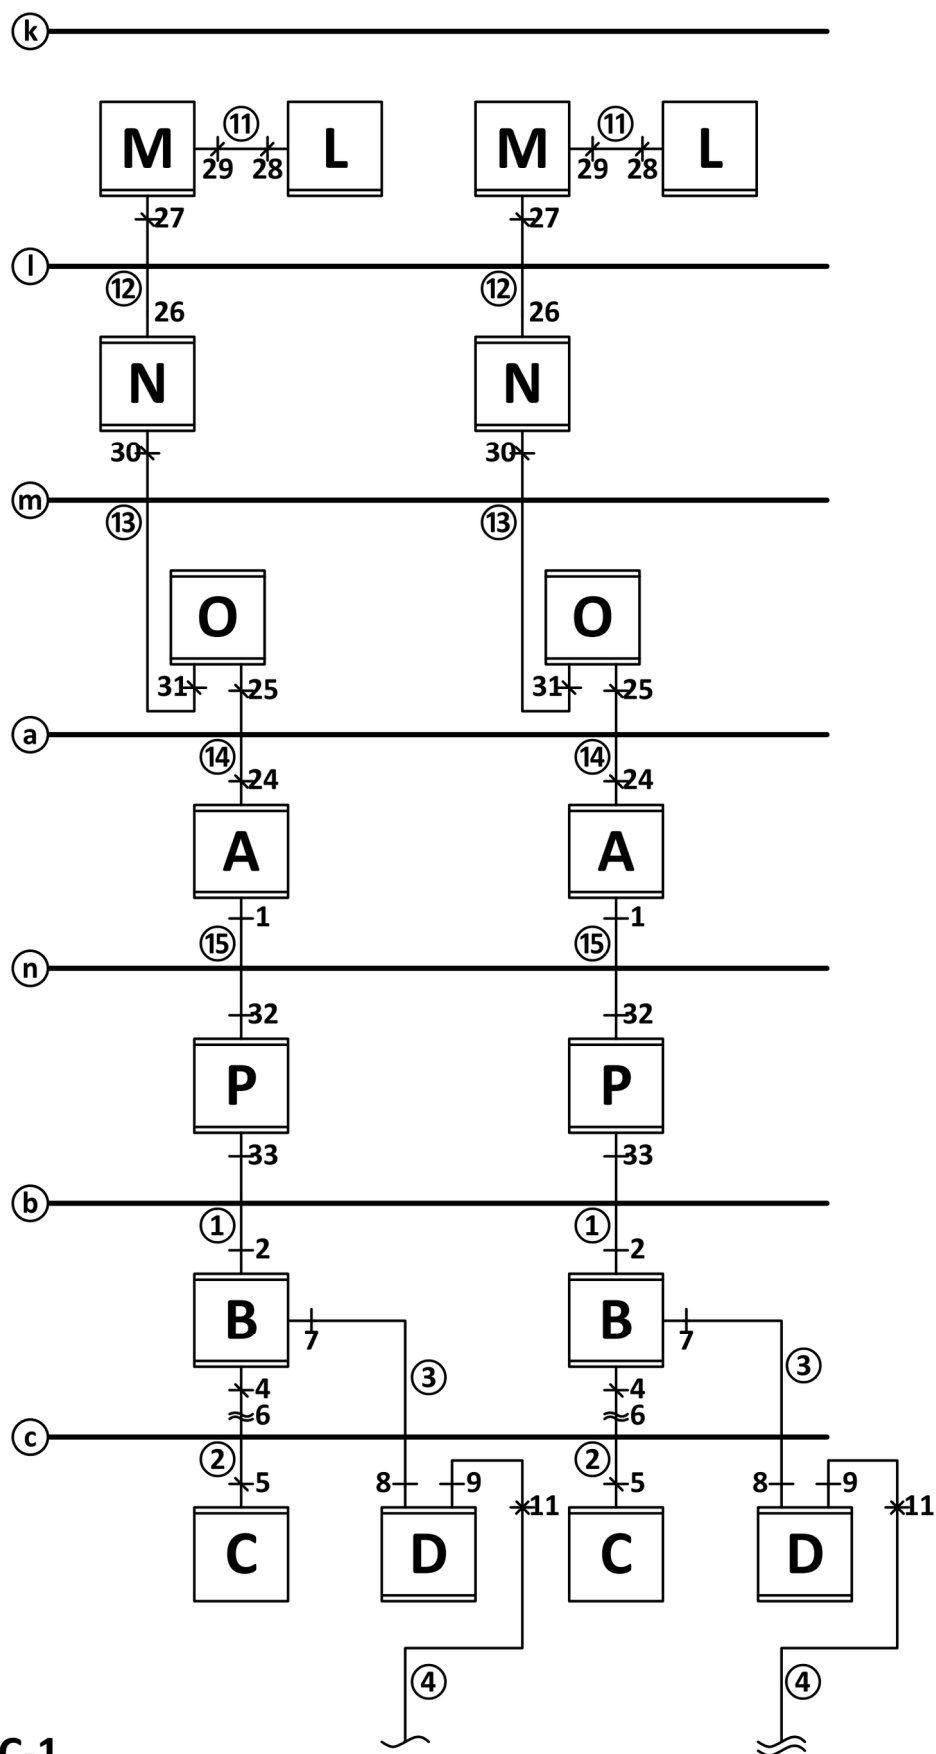 k
M 11 L M 11 L
29 28 29 28
27 27
l
12 12
26 26
N N
30 30
m
13 13
O O
31 25 31 25
a
14 14
24 24
A A
1 1
15 15
n
32 32
P P
33 33
b
1 1
2 2
B B
7 7
3 3
4 4
6 6
c
2 2
5 8 9 5 8 9
11 11
C D C D
4 4